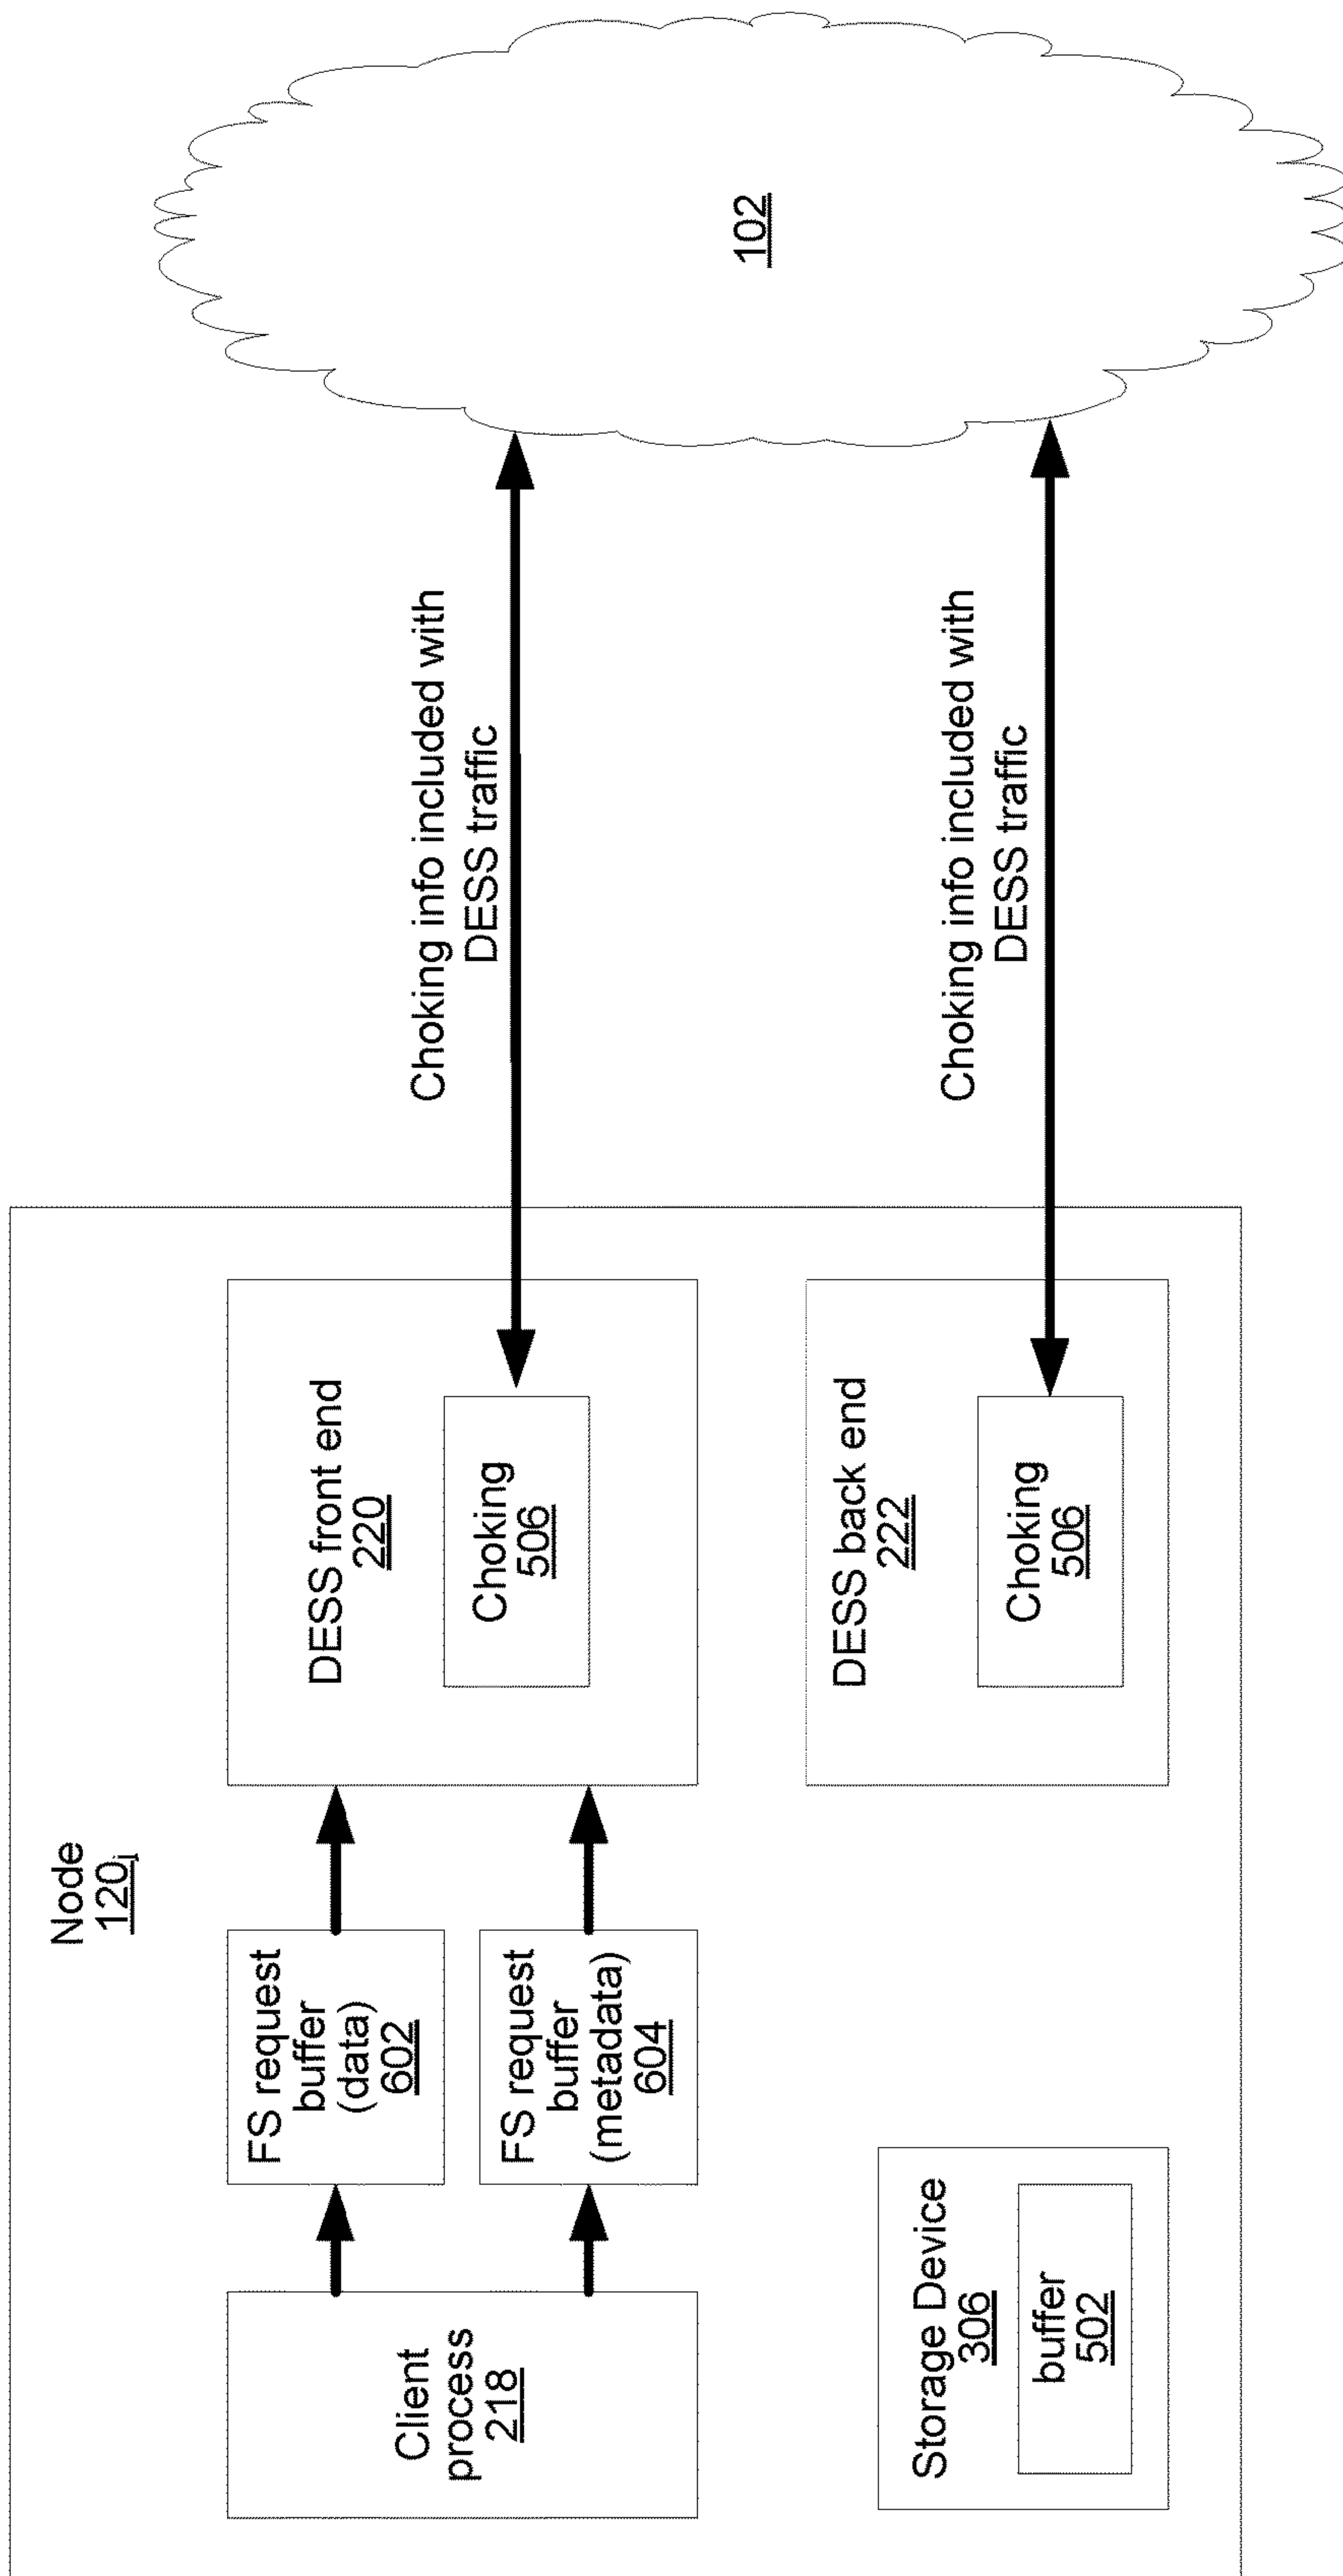 Node
120i
Client
process
218
FS request
buffer
(data)
602
FS request
buffer
(metadata)
604
DESS front end
220
Choking
506
Choking info included with
DESS traffic
102
Storage Device
306
buffer
502
DESS back end
222
Choking
506
Choking info included with
DESS traffic